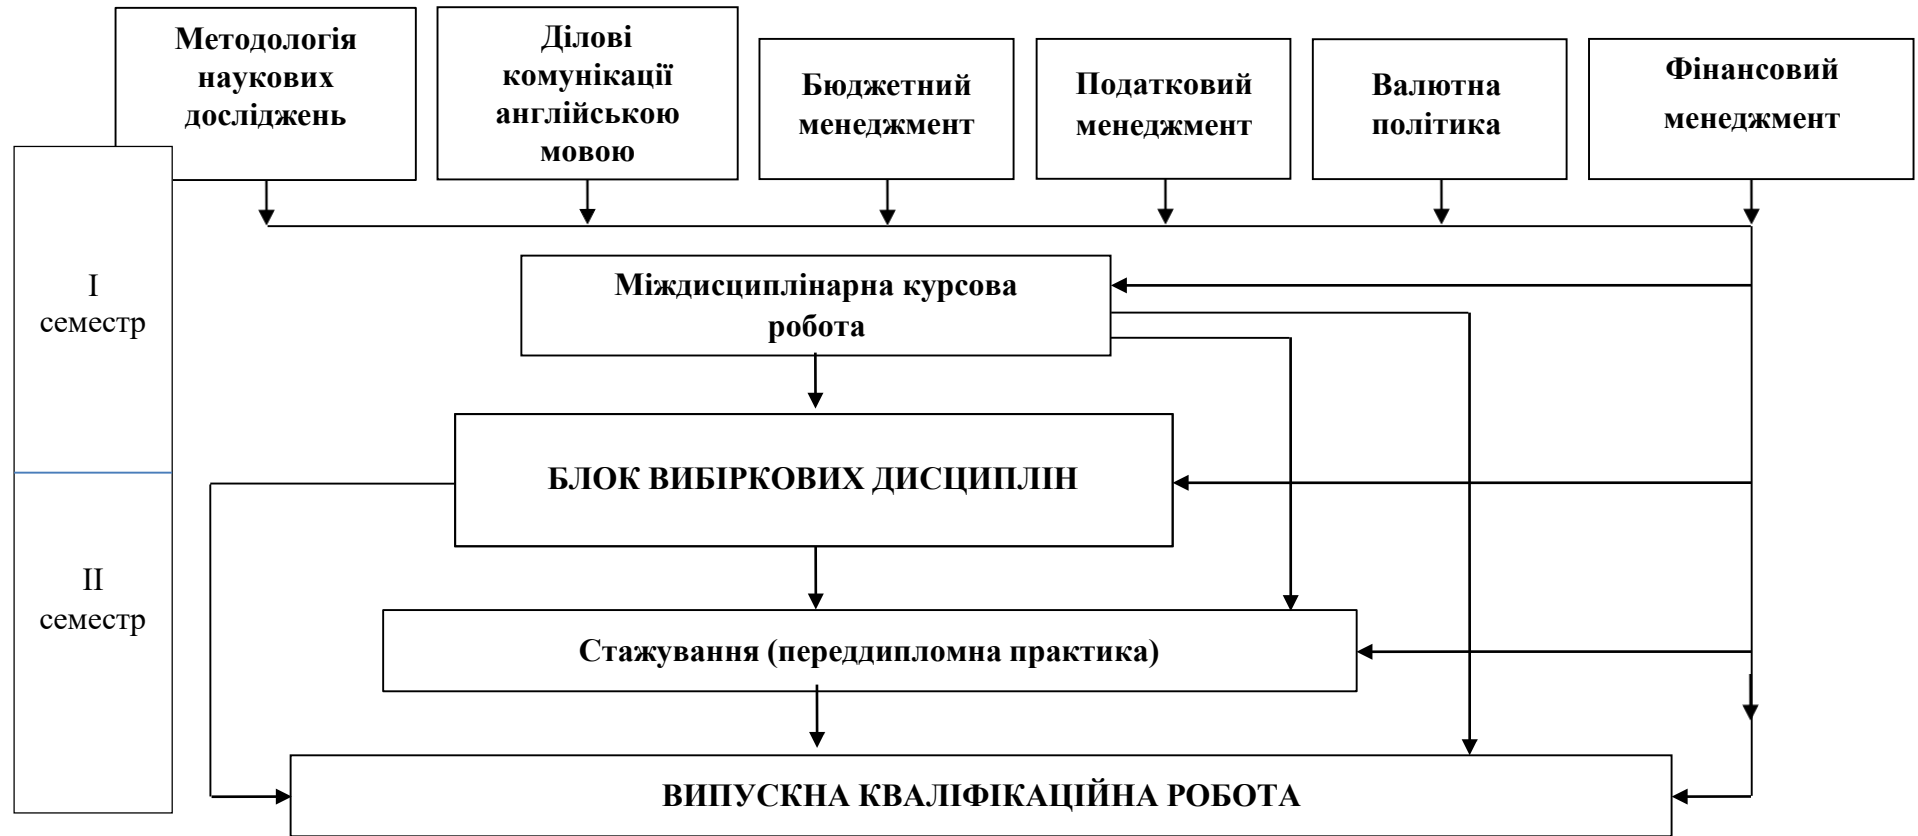 Методологія
наукових
досліджень
Ділові
комунікації
англійською
мовою
Бюджетний
менеджмент
Податковий
менеджмент
Валютна
політика
Фінансовий
менеджмент
І
семестр
Міждисциплінарна курсова
робота
БЛОК ВИБІРКОВИХ ДИСЦИПЛІН
ІІ
семестр
Стажування (переддипломна практика)
ВИПУСКНА КВАЛІФІКАЦІЙНА РОБОТА